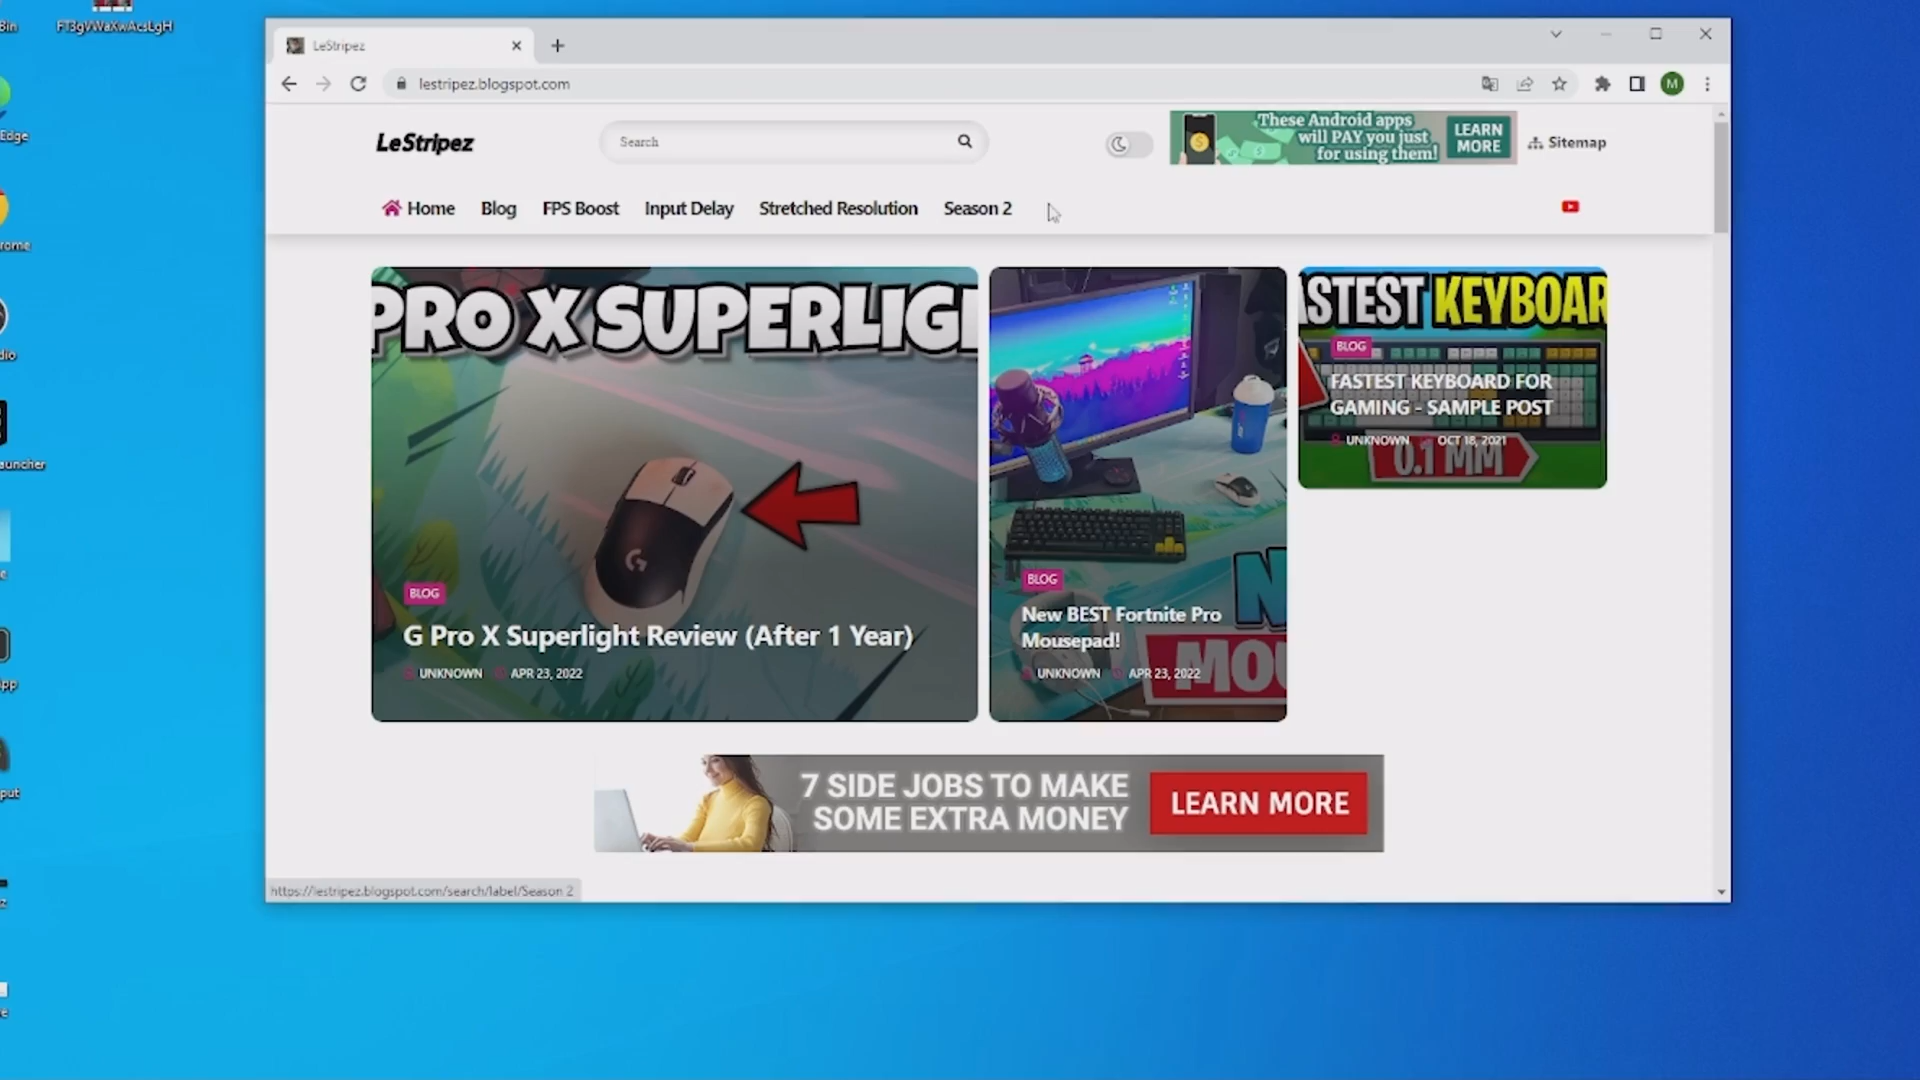 Bin
FT3gVWaXwAcsLgH
LeStripez
lestripez.blogspot.com
M
Edge
LeStripez
Search
These Android apps
will PAY you just
for using them!
LEARN
MORE
Sitemap
Home
Blog
FPS Boost
Input Delay
Stretched Resolution
Season 2
rome
PRO X SUPERLIG
G
BLOG
G Pro X Superlight Review (After 1 Year)
UNKNOWN
APR 23, 2022
BLOG
New BEST Fortnite Pro
Mousepad!
UNKNOWN
APR 23, 2022
MOU
ASTEST KEYBOAR
BLOG
FASTEST KEYBOARD FOR
GAMING - SAMPLE POST
UNKNOWN
OCT 18, 2021
0.1 MM
dio
auncher
pp
put
7 SIDE JOBS TO MAKE
SOME EXTRA MONEY
LEARN MORE
https://lestripez.blogspot.com/search/label/Season 2